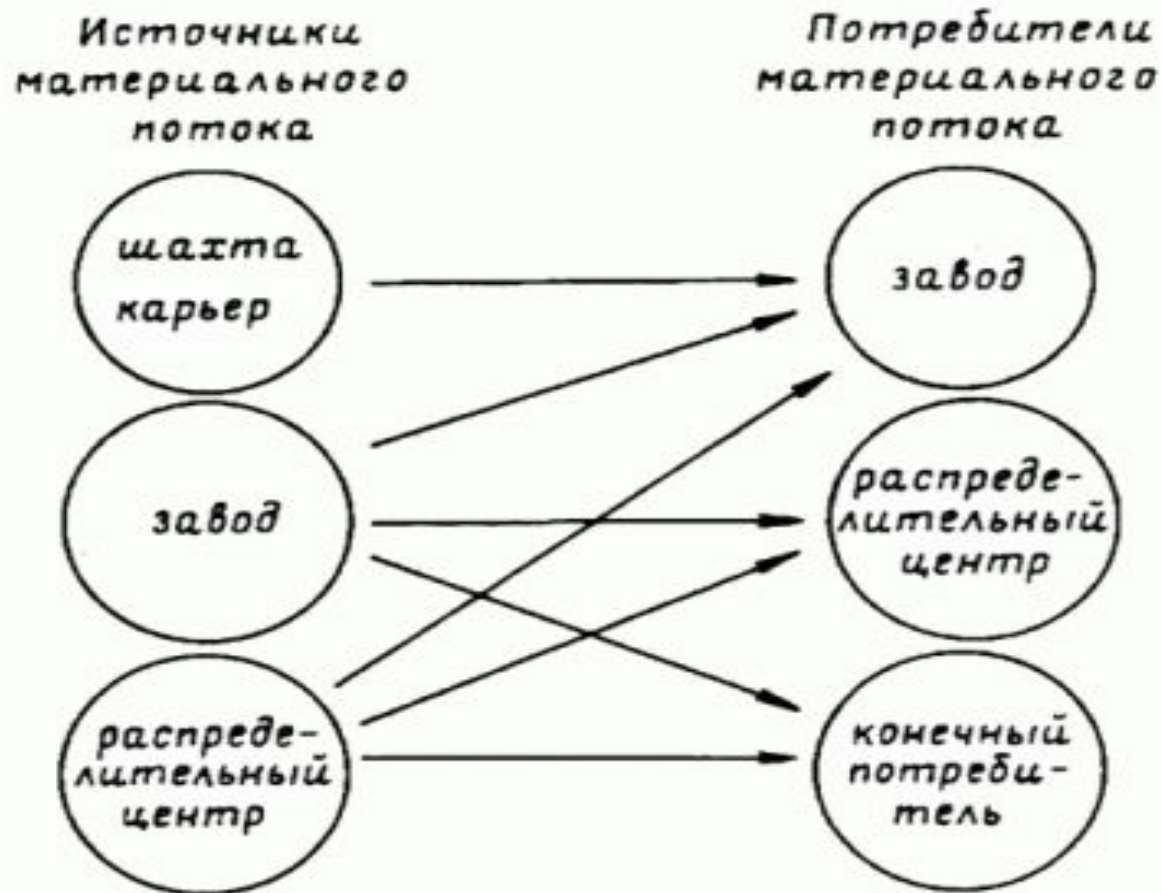 Источники
материального
потока
Потребители
материального
потока
шахта
карьер
завод
завод
распреде-
лительный
центр
распреде-
лительный
центр
конечный
потреби-
тель